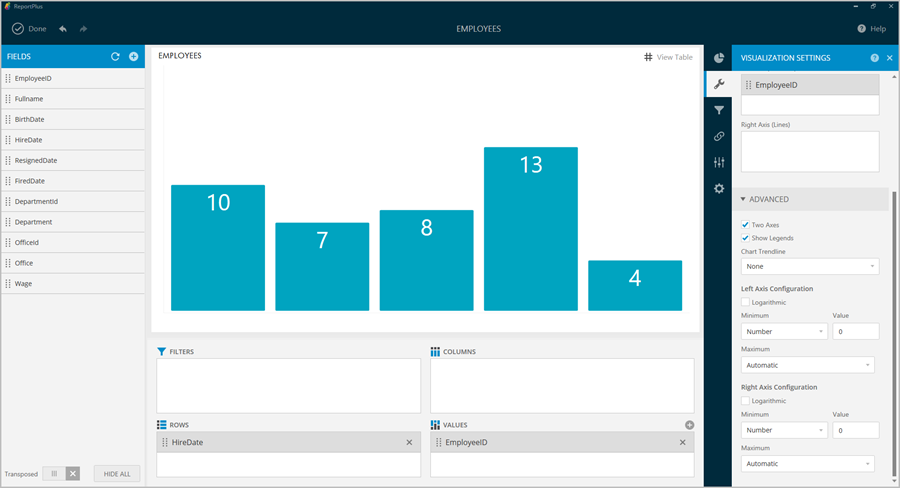 ReportPlus
Done
EMPLOYEES
Help
FIELDS
EmployeeID
Fullname
BirthDate
HireDate
ResignedDate
FiredDate
DepartmentId
Department
OfficeId
Office
Wage
Transposed
HIDE ALL
EMPLOYEES
View Table
10
7
8
13
4
FILTERS
COLUMNS
ROWS
HireDate
VALUES
EmployeeID
VISUALIZATION SETTINGS
EmployeeID
Right Axis (Lines)
ADVANCED
Two Axes
Show Legends
Chart Trendline
None
Left Axis Configuration
Logarithmic
Minimum Value
Number 0
Maximum
Automatic
Right Axis Configuration
Logarithmic
Minimum Value
Number 0
Maximum
Automatic